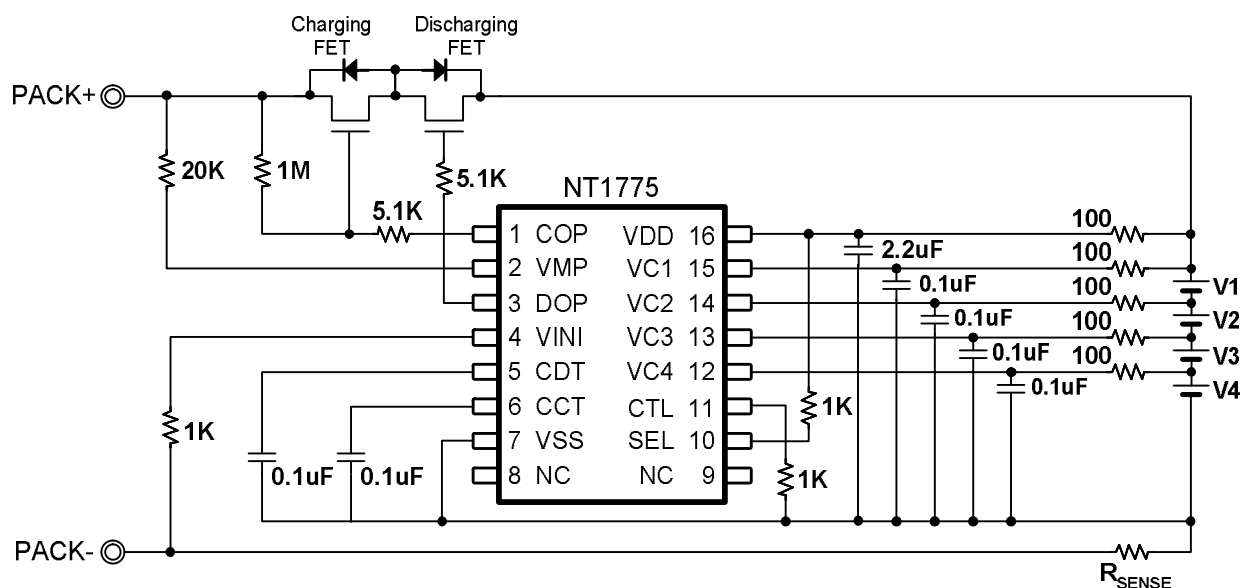 Charging FET
Discharging FET
PACK+
20K
1M
5.1K
5.1K
NT1775
1 COP
2 VMP
3 DOP
4 VINI
5 CDT
6 CCT
7 VSS
8 NC
VDD 16
VC1 15
VC2 14
VC3 13
VC4 12
CTL 11
SEL 10
NC 9
100
100
100
100
100
2.2uF
0.1uF
0.1uF
0.1uF
0.1uF
V1
V2
V3
V4
1K
1K
1K
0.1uF
0.1uF
PACK-
RSENSE